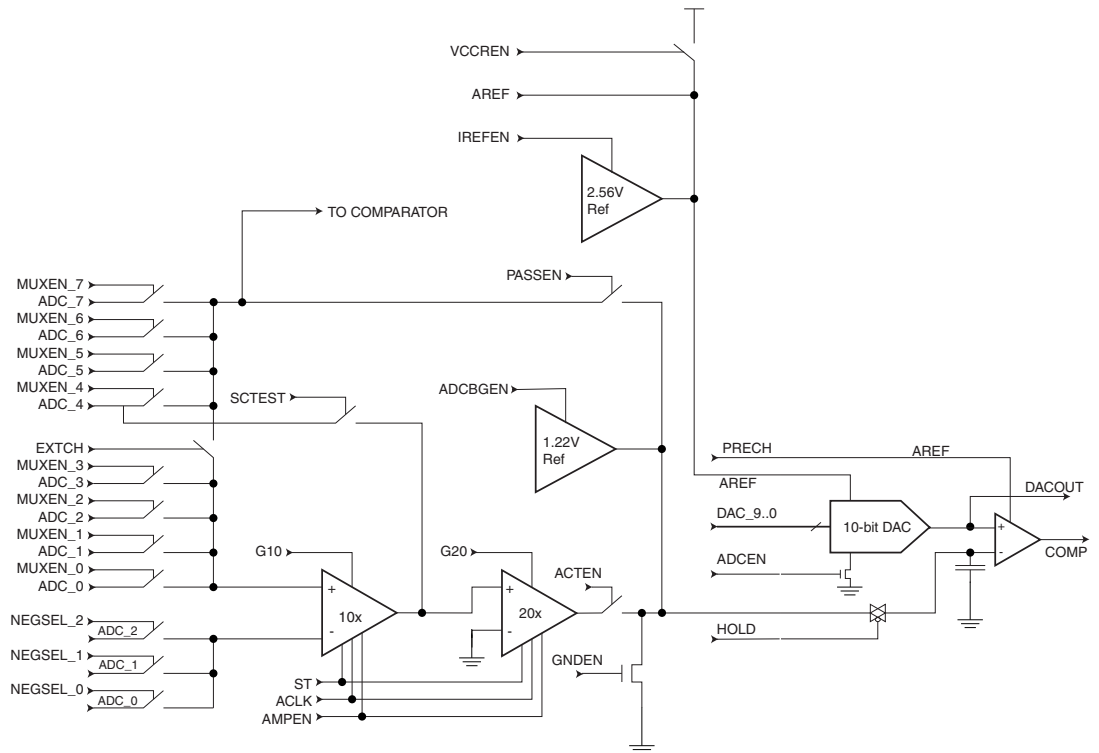 VCCREN
AREF
IREFEN
2.56V
Ref
TO COMPARATOR
PASSEN
MUXEN_7
ADC_7
MUXEN_6
ADC_6
MUXEN_5
ADC_5
MUXEN_4
ADC_4
SCTEST
ADCBGEN
1.22V
Ref
EXTCH
MUXEN_3
ADC_3
MUXEN_2
ADC_2
MUXEN_1
ADC_1
MUXEN_0
ADC_0
PRECH
AREF
AREF
DACOUT
DAC_9..0
10-bit DAC
+
-
COMP
ADCEN
G10
G20
ACTEN
+
10x
-
+
20x
-
NEGSEL_2
ADC_2
NEGSEL_1
ADC_1
NEGSEL_0
ADC_0
HOLD
GNDEN
ST
ACLK
AMPEN